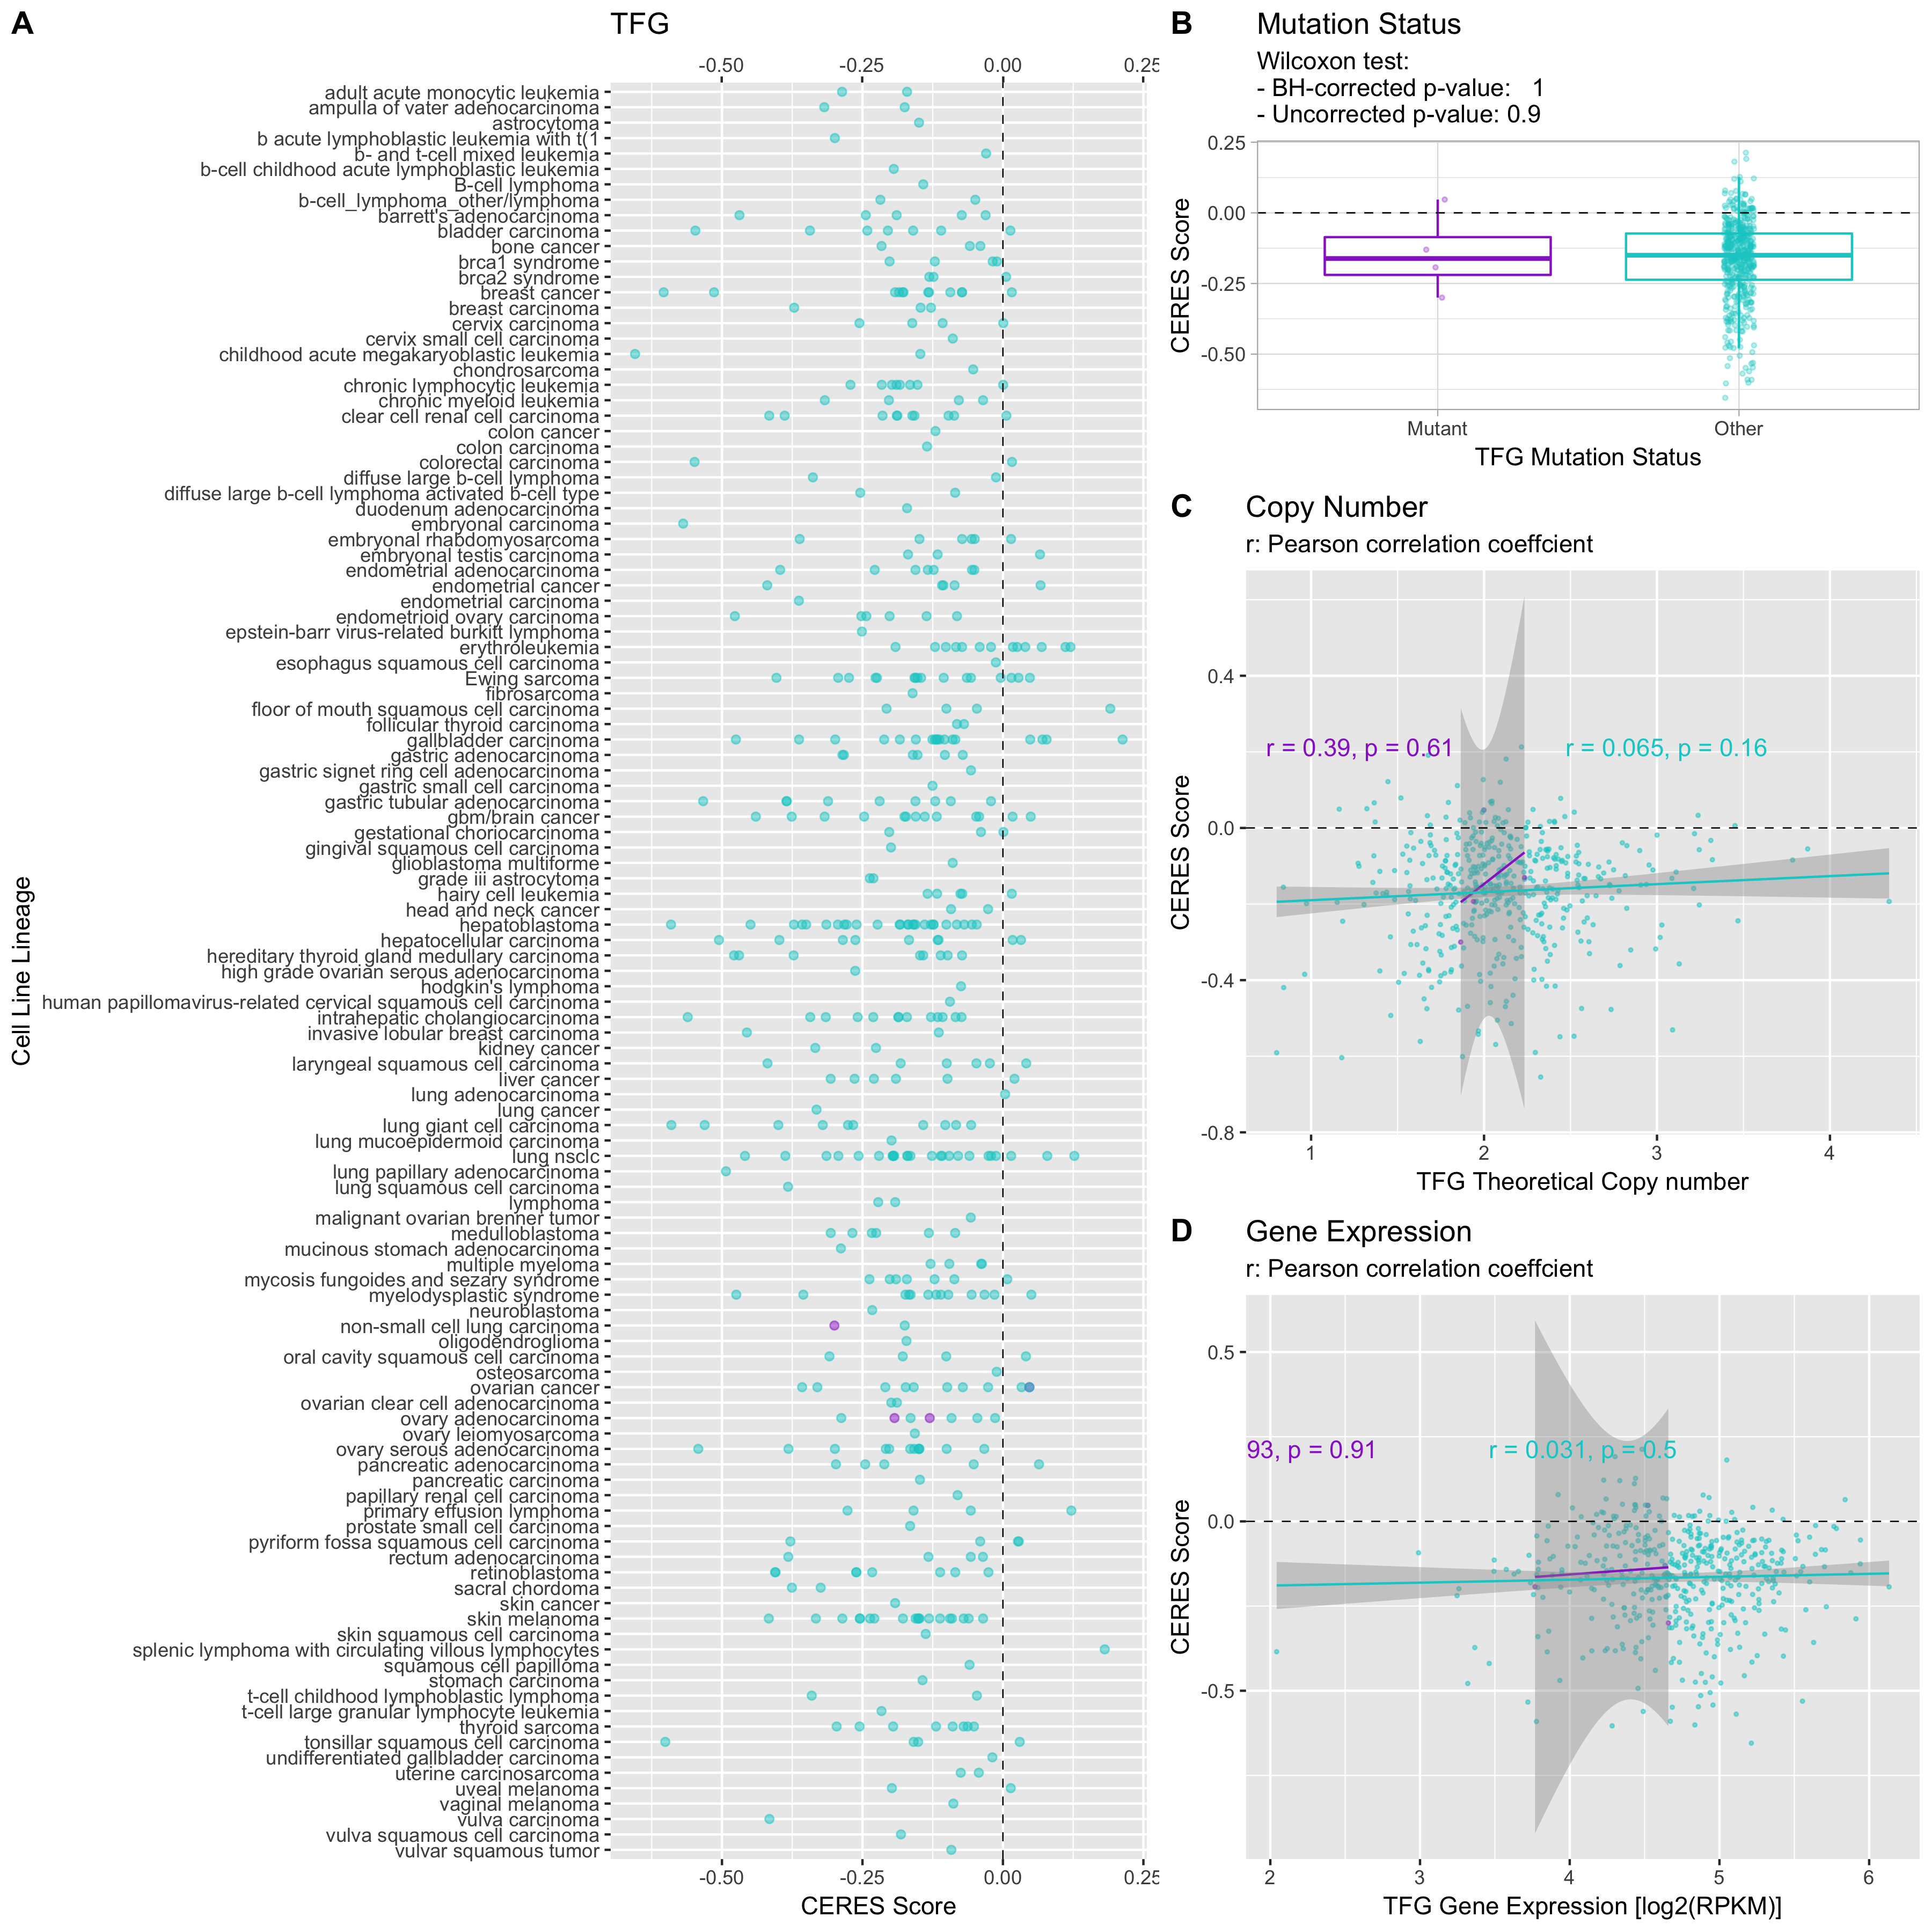 A
TFG
-0.50 -0.25 0.00 0.25
adult acute monocytic leukemia
ampulla of vater adenocarcinoma
astrocytoma
b acute lymphoblastic leukemia with t(1
b- and t-cell mixed leukemia
b-cell childhood acute lymphoblastic leukemia
B-cell lymphoma
b-cell_lymphoma_other/lymphoma
barrett's adenocarcinoma
bladder carcinoma
bone cancer
brca1 syndrome
brca2 syndrome
breast cancer
breast carcinoma
cervix carcinoma
cervix small cell carcinoma
childhood acute megakaryoblastic leukemia
chondrosarcoma
chronic lymphocytic leukemia
chronic myeloid leukemia
clear cell renal cell carcinoma
colon cancer
colon carcinoma
colorectal carcinoma
diffuse large b-cell lymphoma
diffuse large b-cell lymphoma activated b-cell type
duodenum adenocarcinoma
embryonal carcinoma
embryonal rhabdomyosarcoma
embryonal testis carcinoma
endometrial adenocarcinoma
endometrial cancer
endometrial carcinoma
endometrioid ovary carcinoma
epstein-barr virus-related burkitt lymphoma
erythroleukemia
esophagus squamous cell carcinoma
Ewing sarcoma
fibrosarcoma
floor of mouth squamous cell carcinoma
follicular thyroid carcinoma
gallbladder carcinoma
gastric adenocarcinoma
gastric signet ring cell adenocarcinoma
gastric small cell carcinoma
gastric tubular adenocarcinoma
gbm/brain cancer
gestational choriocarcinoma
gingival squamous cell carcinoma
glioblastoma multiforme
grade iii astrocytoma
hairy cell leukemia
head and neck cancer
hepatoblastoma
hepatocellular carcinoma
hereditary thyroid gland medullary carcinoma
high grade ovarian serous adenocarcinoma
hodgkin's lymphoma
human papillomavirus-related cervical squamous cell carcinoma
intrahepatic cholangiocarcinoma
invasive lobular breast carcinoma
kidney cancer
laryngeal squamous cell carcinoma
liver cancer
lung adenocarcinoma
lung cancer
lung giant cell carcinoma
lung mucoepidermoid carcinoma
lung nsclc
lung papillary adenocarcinoma
lung squamous cell carcinoma
lymphoma
malignant ovarian brenner tumor
medulloblastoma
mucinous stomach adenocarcinoma
multiple myeloma
mycosis fungoides and sezary syndrome
myelodysplastic syndrome
neuroblastoma
non-small cell lung carcinoma
oligodendroglioma
oral cavity squamous cell carcinoma
osteosarcoma
ovarian cancer
ovarian clear cell adenocarcinoma
ovary adenocarcinoma
ovary leiomyosarcoma
ovary serous adenocarcinoma
pancreatic adenocarcinoma
pancreatic carcinoma
papillary renal cell carcinoma
primary effusion lymphoma
prostate small cell carcinoma
pyriform fossa squamous cell carcinoma
rectum adenocarcinoma
retinoblastoma
sacral chordoma
skin cancer
skin melanoma
skin squamous cell carcinoma
splenic lymphoma with circulating villous lymphocytes
squamous cell papilloma
stomach carcinoma
t-cell childhood lymphoblastic lymphoma
t-cell large granular lymphocyte leukemia
thyroid sarcoma
tonsillar squamous cell carcinoma
undifferentiated gallbladder carcinoma
uterine carcinosarcoma
uveal melanoma
vaginal melanoma
vulva carcinoma
vulva squamous cell carcinoma
vulvar squamous tumor
-0.50 -0.25 0.00 0.25
CERES Score
Cell Line Lineage
B
Mutation Status
Wilcoxon test:
- BH-corrected p-value: 1
- Uncorrected p-value: 0.9
0.25
0.00
-0.25
-0.50
CERES Score
Mutant Other
TFG Mutation Status
C
Copy Number
r: Pearson correlation coeffcient
0.4
0.0
-0.4
-0.8
CERES Score
r = 0.39, p = 0.61 r = 0.065, p = 0.16
1 2 3 4
TFG Theoretical Copy number
D
Gene Expression
r: Pearson correlation coeffcient
0.5
0.0
-0.5
CERES Score
93, p = 0.91 r = 0.031, p = 0.5
2 3 4 5 6
TFG Gene Expression [log2(RPKM)]